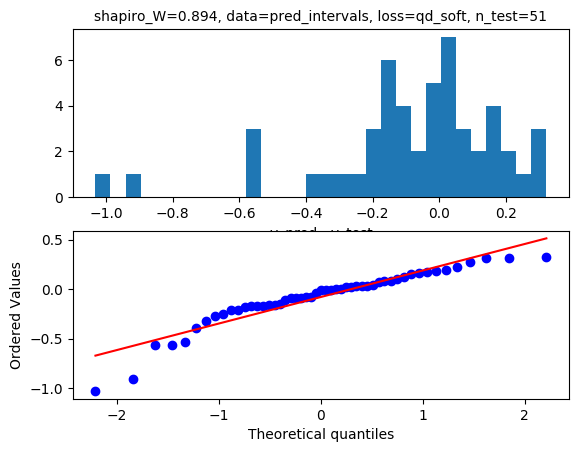 shapiro_W=0.894, data=pred_intervals, loss=qd_soft, n_test=51
6
4
2
0
−1.0 −0.8 −0.6 −0.4 −0.2 0.0 0.2
0.5
0.0
−0.5
−1.0
Ordered Values
−2 −1 0 1 2
Theoretical quantiles